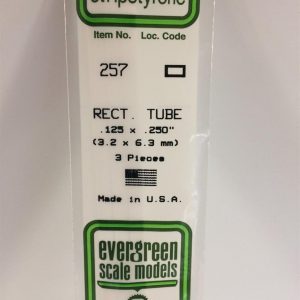 Item No. Loc. Code
257
RECT. TUBE
.125 x .250"
(3.2 x 6.3 mm)
3 Pieces
Made in U.S.A.
evergreen
scale models